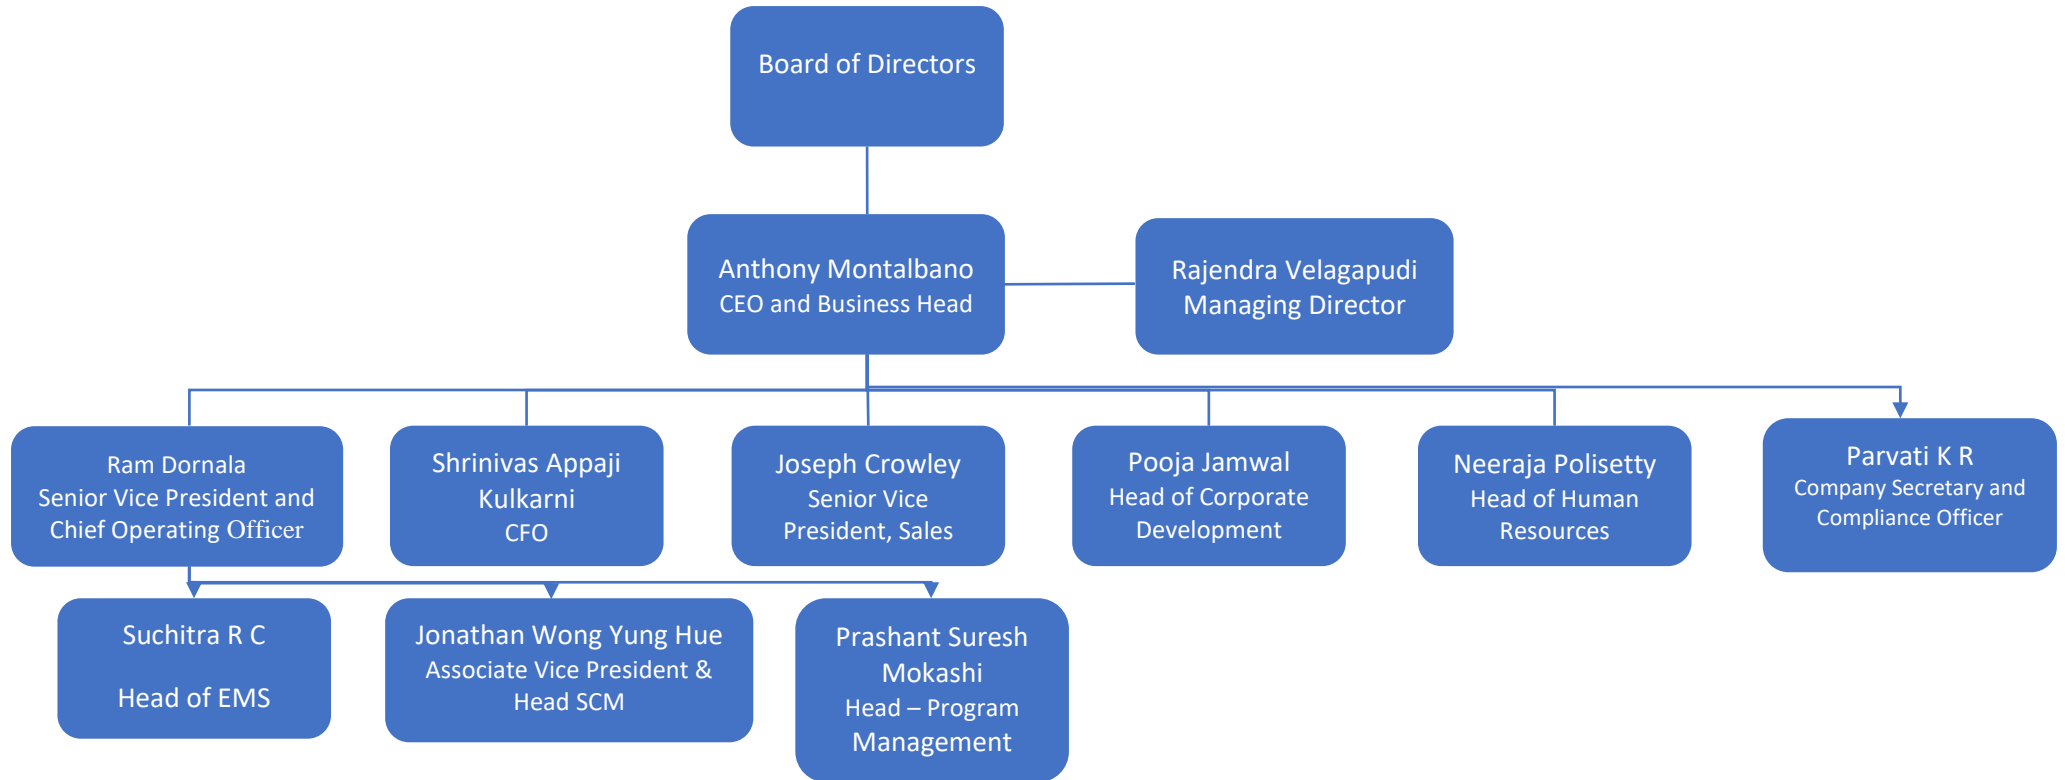 Board of Directors
Anthony Montalbano
CEO and Business Head
Rajendra Velagapudi
Managing Director
Ram Dornala
Senior Vice President and
Chief Operating Officer
Shrinivas Appaji
Kulkarni
CFO
Joseph Crowley
Senior Vice
President, Sales
Pooja Jamwal
Head of Corporate
Development
Neeraja Polisetty
Head of Human
Resources
Parvati K R
Company Secretary and
Compliance Officer
Suchitra R C
Head of EMS
Jonathan Wong Yung Hue
Associate Vice President &
Head SCM
Prashant Suresh
Mokashi
Head – Program
Management